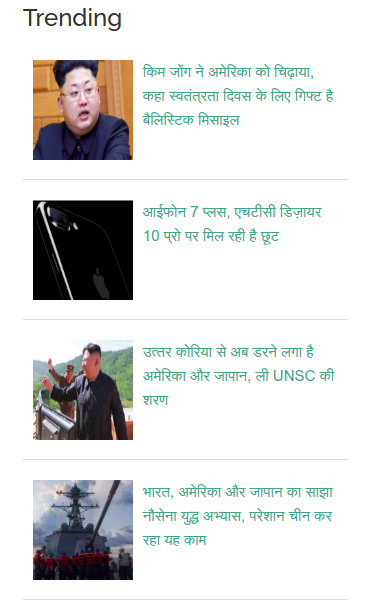 Trending
किम जोंग ने अमेरिका को चिढ़ाया,
कहा स्वतंत्रता दिवस के लिए गिफ्ट है
बैलिस्टिक मिसाइल
आईफोन 7 प्लस, एचटीसी डिज़ायर
10 प्रो पर मिल रही है छूट
उत्तर कोरिया से अब डरने लगा है
अमेरिका और जापान, ली UNSC की
शरण
भारत, अमेरिका और जापान का साझा
नौसेना युद्ध अभ्यास, परेशान चीन कर
रहा यह काम